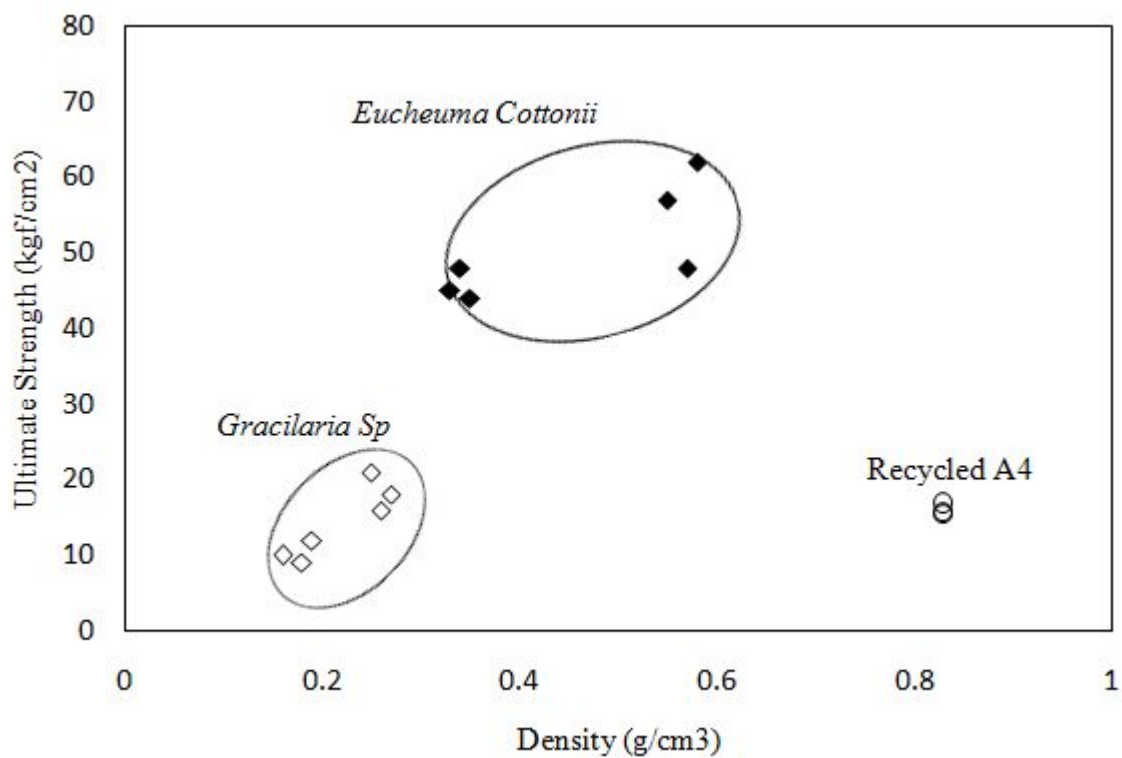 80
70
Eucheuma Cottonii
60
50
40
30
Gracilaria Sp
20
Recycled A4
10
0
Ultimate Strength (kgf/cm2)
0 0.2 0.4 0.6 0.8 1
Density (g/cm3)